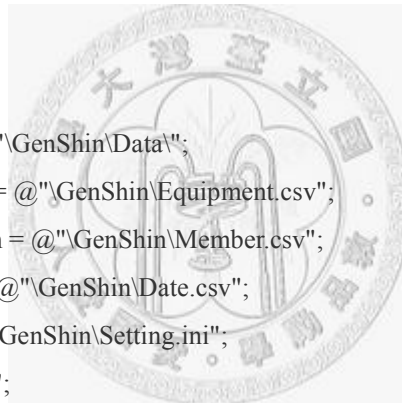 "\GenShin\Data\";
= @"\GenShin\Equipment.csv";
= @"\GenShin\Member.csv";
@"\GenShin\Date.csv";
GenShin\Setting.ini";
";